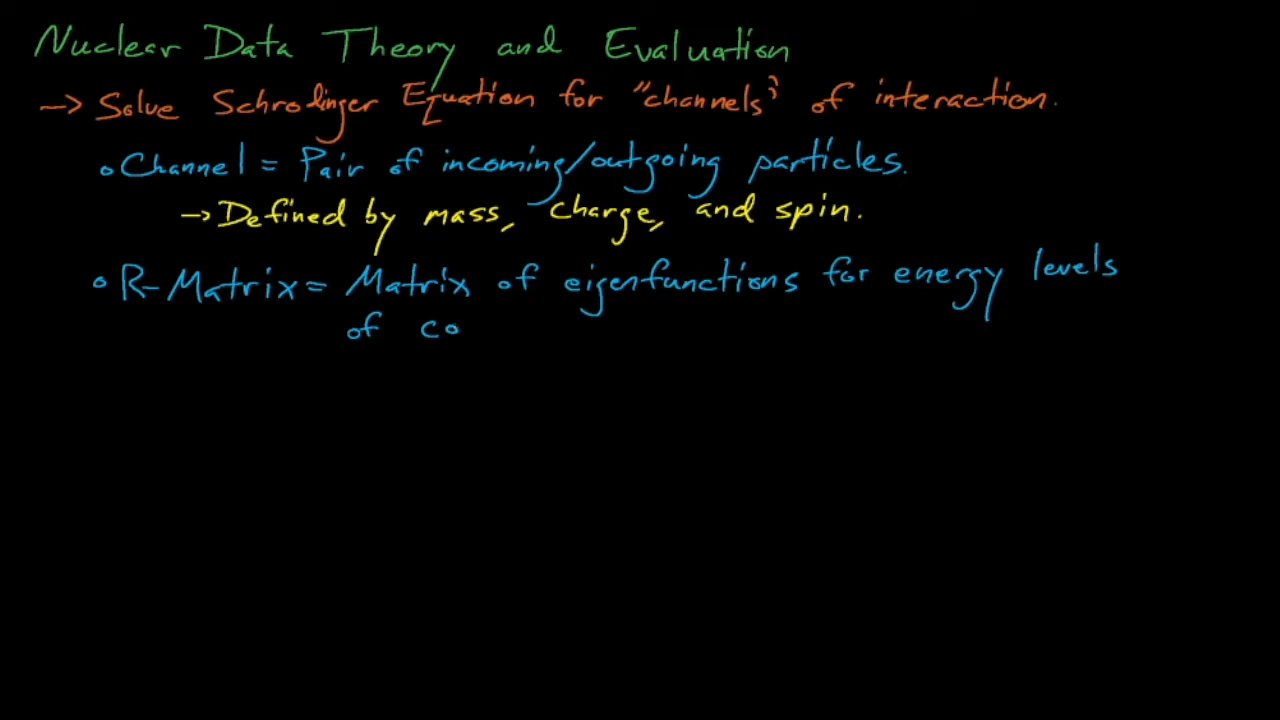 Nuclear Data Theory and Evaluation
-> Solve Schrodinger Equation for "channels" of interaction.
o Channel = Pair of incoming/outgoing particles.
-> Defined by mass, charge, and spin.
o R-Matrix = Matrix of eigenfunctions for energy levels
of co